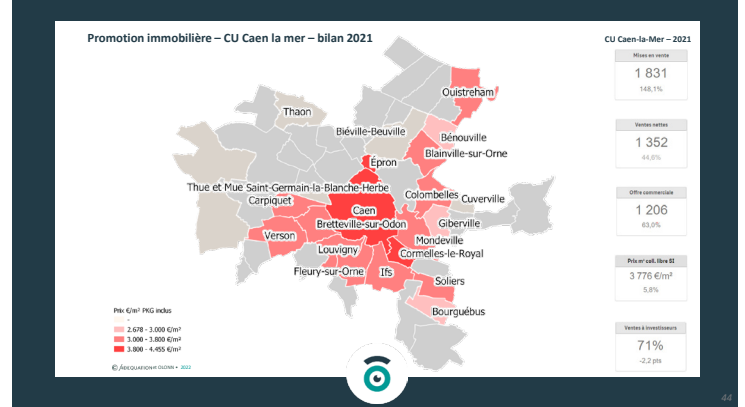 Promotion immobilière – CU Caen la mer – bilan 2021
CU Caen-la-Mer – 2021
Mises en vente
1 831
148,1%
Ventes nettes
1 352
44,6%
Offre commerciale
1 206
63,0%
Prix m² coll. libre SI
3 776 €/m²
5,8%
Ventes à investisseurs
71%
-2,2 pts
Ouistreham
Thaon
Biéville-Beuville
Bénouville
Blainville-sur-Orne
Épron
Thue et Mue
Saint-Germain-la-Blanche-Herbe
Colombelles
Cuverville
Carpiquet
Caen
Bretteville-sur-Odon
Giberville
Verson
Mondeville
Louvigny
Cormelles-le-Royal
Fleury-sur-Orne
Ifs
Soliers
Bourguébus
Prix €/m² PKG inclus
-
2.678 - 3.000 €/m²
3.000 - 3.800 €/m²
3.800 - 4.455 €/m²
© ADEQUATION 2022
44